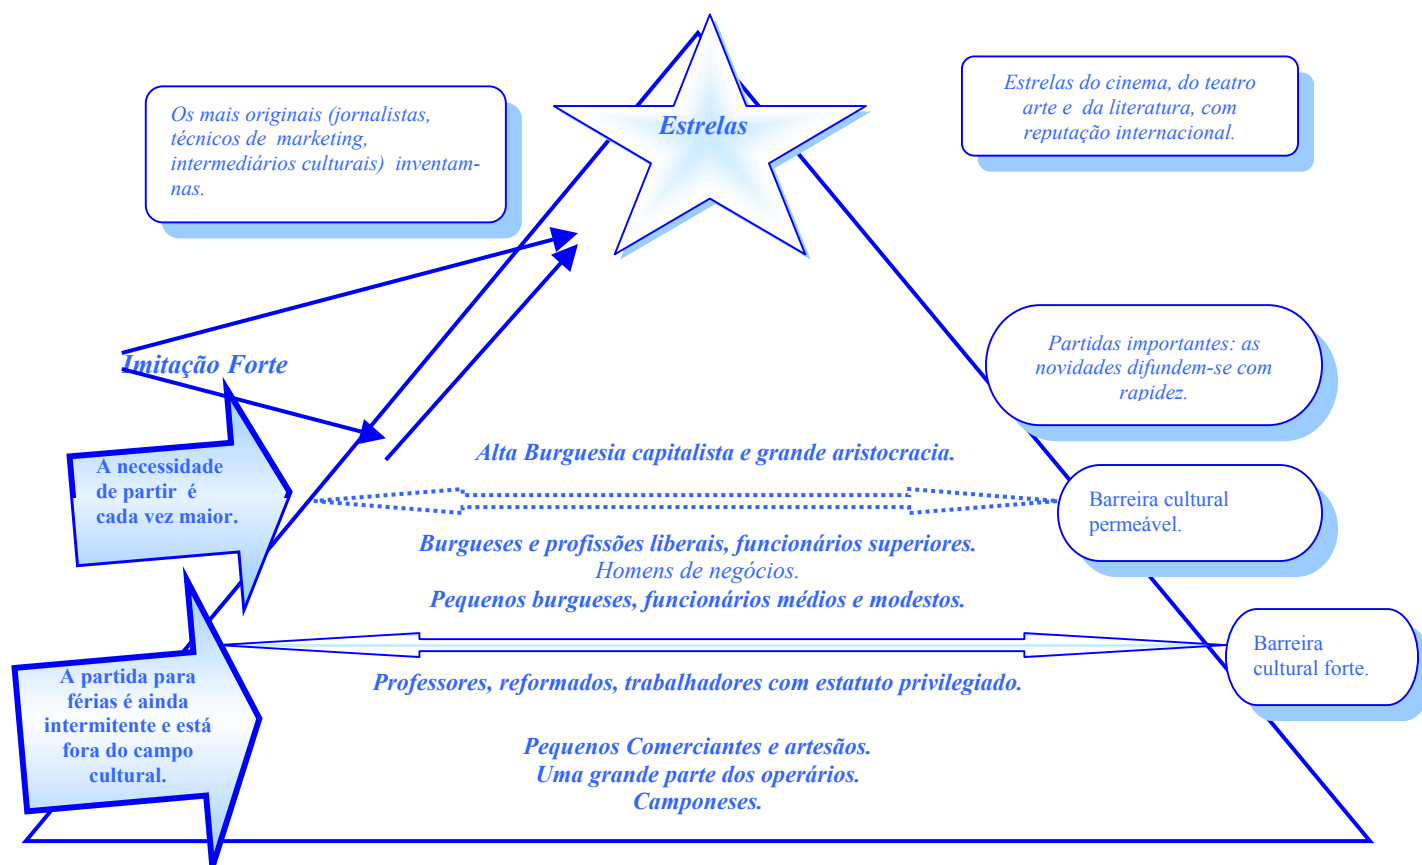 Os mais originais (jornalistas,
técnicos de marketing,
intermediários culturais) inventam-
nas.
Estrelas
Estrelas do cinema, do teatro
arte e da literatura, com
reputação internacional.
Imitação Forte
Partidas importantes: as
novidades difundem-se com
rapidez.
A necessidade
de partir é
cada vez maior.
Alta Burguesia capitalista e grande aristocracia.
Barreira cultural
permeável.
Burgueses e profissões liberais, funcionários superiores.
Homens de negócios.
Pequenos burgueses, funcionários médios e modestos.
Barreira
cultural forte.
A partida para
férias é ainda
intermitente e está
fora do campo
cultural.
Professores, reformados, trabalhadores com estatuto privilegiado.
Pequenos Comerciantes e artesãos.
Uma grande parte dos operários.
Camponeses.